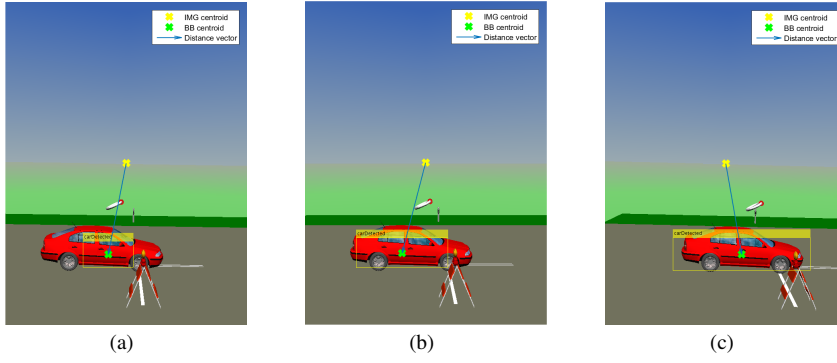 IMG centroid
BB centroid
Distance vector
carDetected
(a)
IMG centroid
BB centroid
Distance vector
carDetected
(b)
IMG centroid
BB centroid
Distance vector
carDetected
(c)